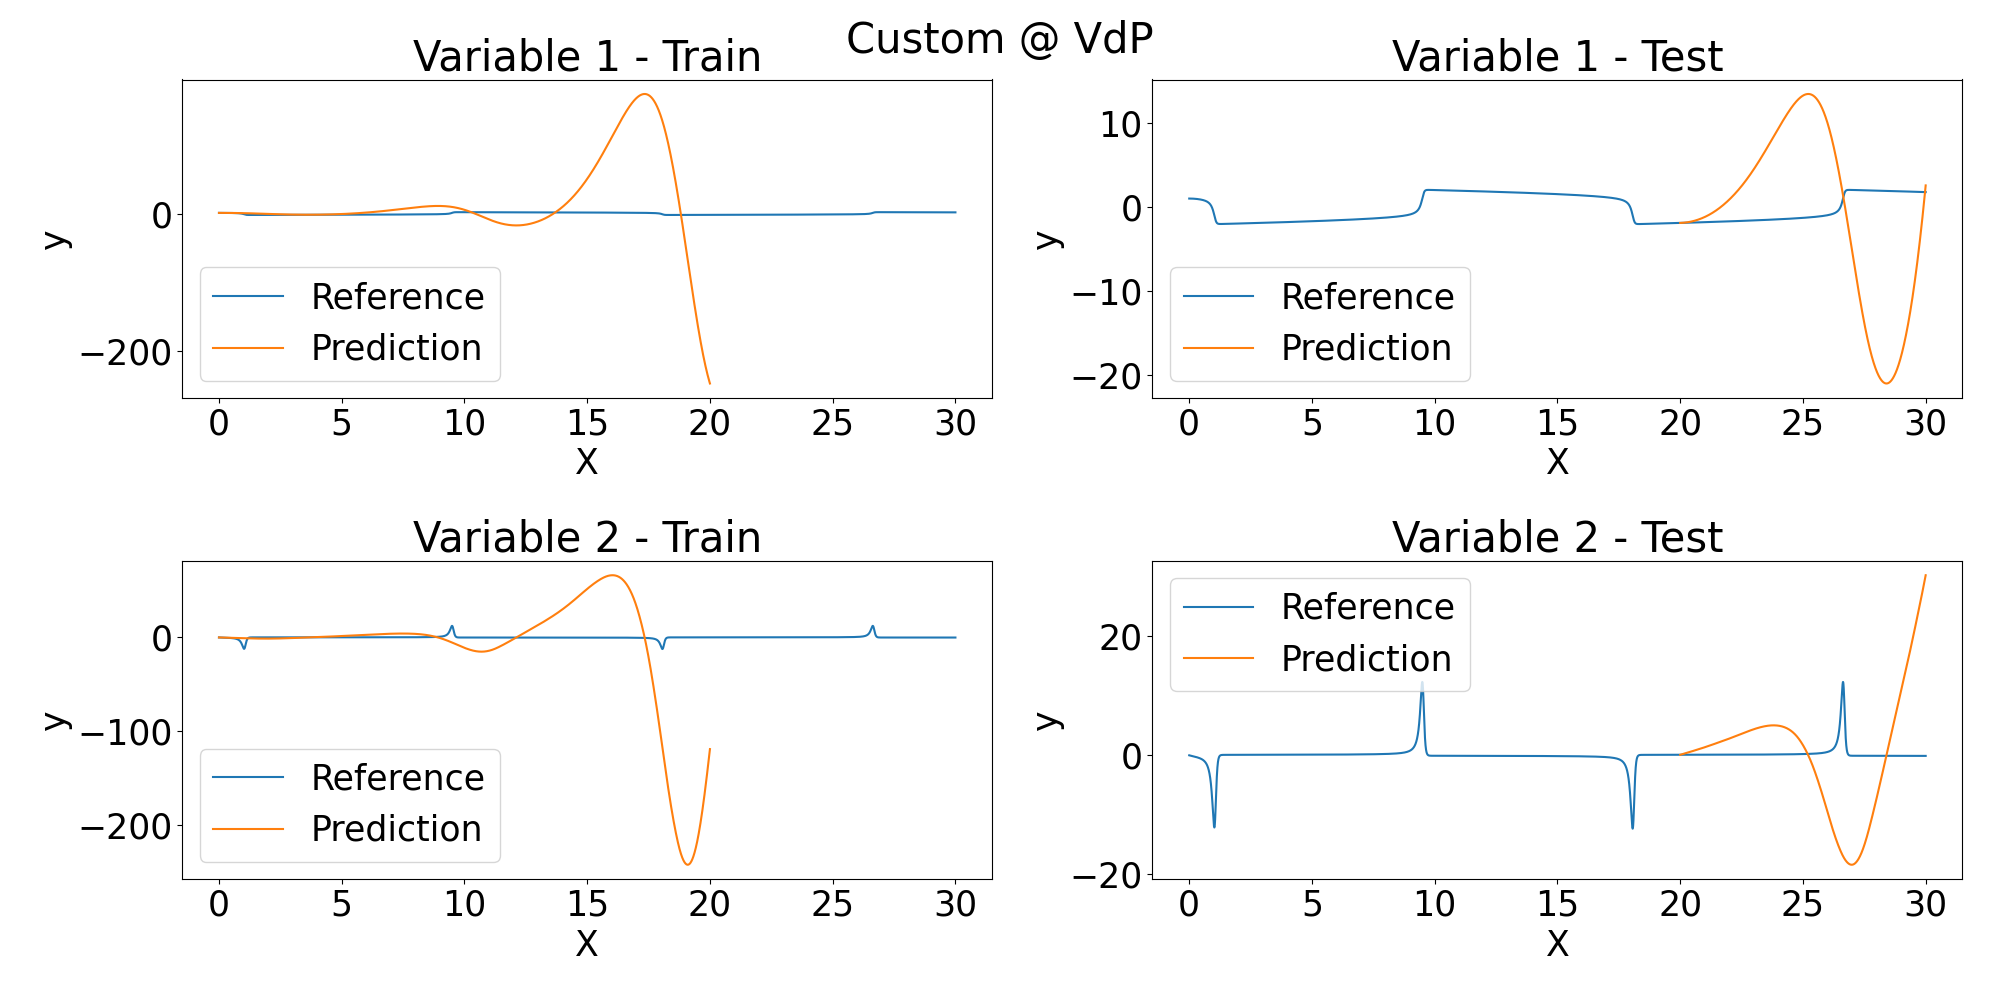 Custom @ VdP
Variable 1 - Train
y
0
−200
Reference
Prediction
0 5 10 15 20 25 30
X
Variable 1 - Test
y
10
0
−10
−20
Reference
Prediction
0 5 10 15 20 25 30
X
Variable 2 - Train
y
0
−100
−200
Reference
Prediction
0 5 10 15 20 25 30
X
Variable 2 - Test
y
20
0
−20
Reference
Prediction
0 5 10 15 20 25 30
X